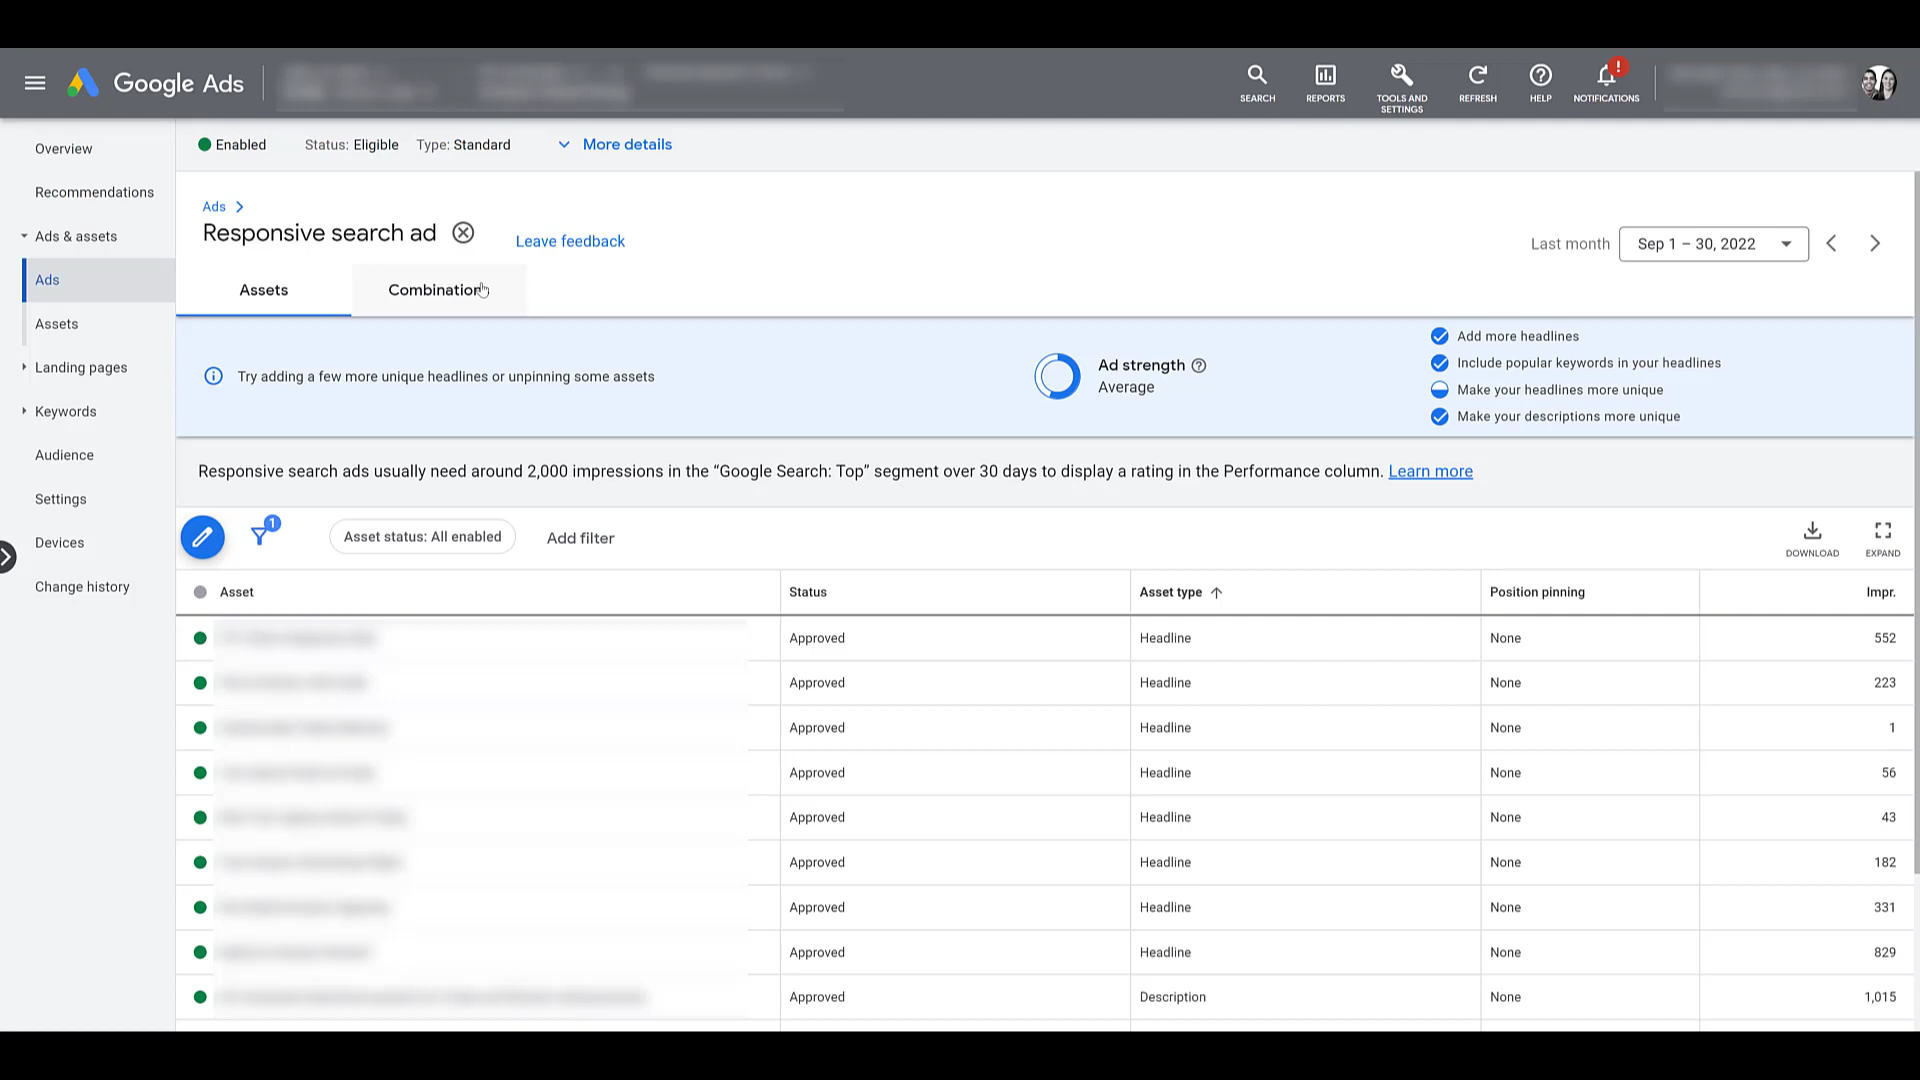 Google Ads
SEARCH
REPORTS
TOOLS AND
SETTINGS
REFRESH
HELP
!
NOTIFICATIONS
Overview
Recommendations
Ads & assets
Ads
Assets
Landing pages
Keywords
Audience
Settings
Devices
Change history
Enabled
Status: Eligible
Type: Standard
More details
Ads
Responsive search ad
Leave feedback
Last month
Sep 1 – 30, 2022
Assets
Combination
Try adding a few more unique headlines or unpinning some assets
Ad strength
Average
Add more headlines
Include popular keywords in your headlines
Make your headlines more unique
Make your descriptions more unique
Responsive search ads usually need around 2,000 impressions in the “Google Search: Top” segment over 30 days to display a rating in the Performance column. Learn more
1
Asset status: All enabled
Add filter
DOWNLOAD
EXPAND
Asset Status Asset type Position pinning Impr.
Approved Headline None 552
Approved Headline None 223
Approved Headline None 1
Approved Headline None 56
Approved Headline None 43
Approved Headline None 182
Approved Headline None 331
Approved Headline None 829
Approved Description None 1,015